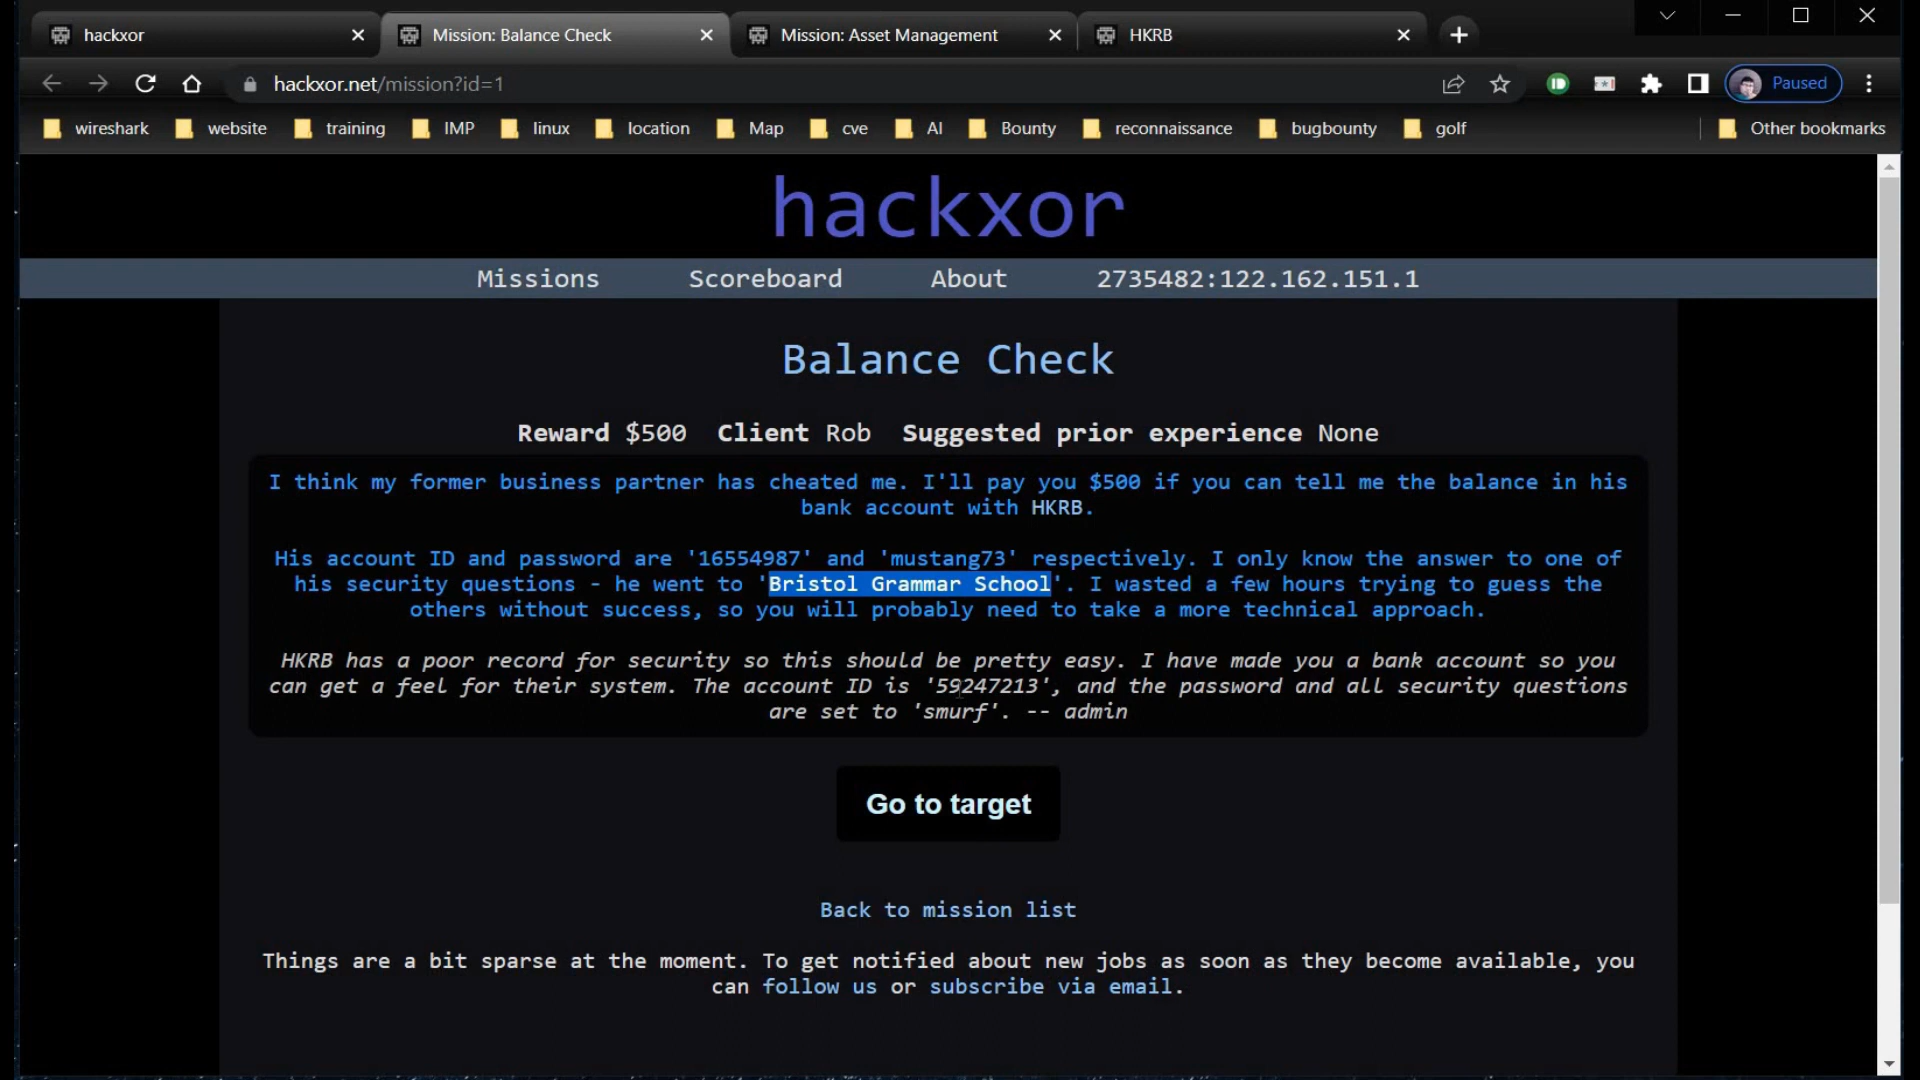 hackxor
Mission: Balance Check
Mission: Asset Management
HKRB
hackxor.net/mission?id=1
Paused
wireshark website training IMP linux location Map cve AI Bounty reconnaissance bugbounty golf Other bookmarks
hackxor
Missions Scoreboard About 2735482:122.162.151.1
Balance Check
Reward $500 Client Rob Suggested prior experience None
I think my former business partner has cheated me. I'll pay you $500 if you can tell me the balance in his
bank account with HKRB.
His account ID and password are '16554987' and 'mustang73' respectively. I only know the answer to one of
his security questions - he went to 'Bristol Grammar School'. I wasted a few hours trying to guess the
others without success, so you will probably need to take a more technical approach.
HKRB has a poor record for security so this should be pretty easy. I have made you a bank account so you
can get a feel for their system. The account ID is '59247213', and the password and all security questions
are set to 'smurf'. -- admin
Go to target
Back to mission list
Things are a bit sparse at the moment. To get notified about new jobs as soon as they become available, you
can follow us or subscribe via email.